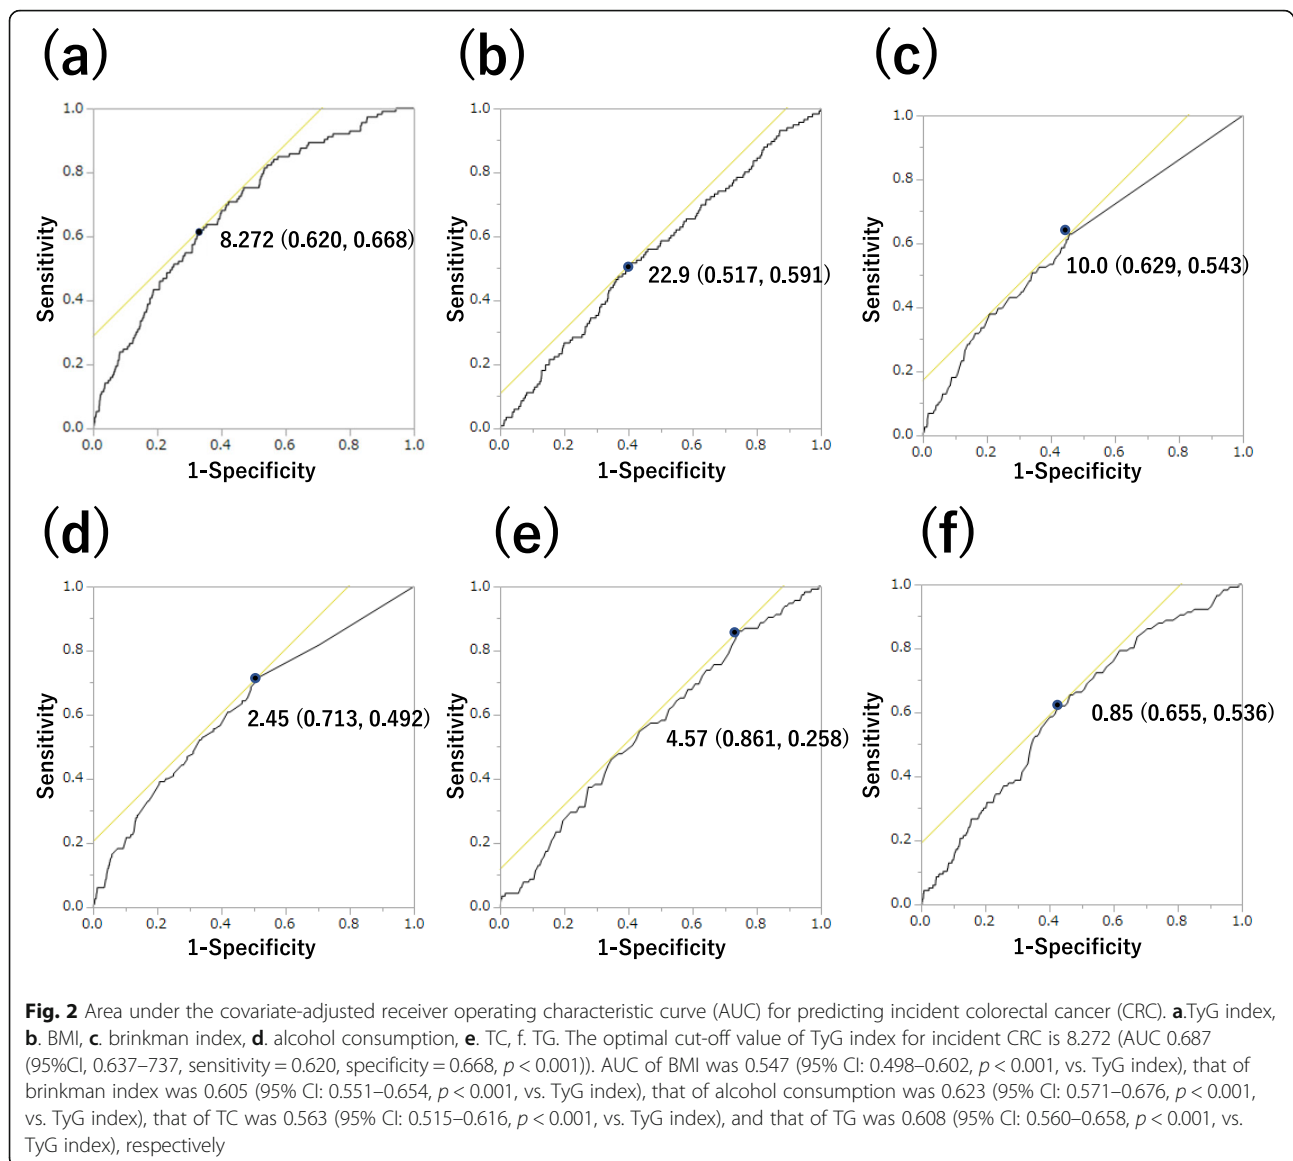 (a)
1.0
0.8
0.6
0.4
0.2
0.0
Sensitivity
8.272 (0.620, 0.668)
0.0 0.2 0.4 0.6 0.8 1.0
1-Specificity
(b)
1.0
0.8
0.6
0.4
0.2
0.0
Sensitivity
22.9 (0.517, 0.591)
0.0 0.2 0.4 0.6 0.8 1.0
1-Specificity
(c)
1.0
0.8
0.6
0.4
0.2
0.0
Sensitivity
10.0 (0.629, 0.543)
0.0 0.2 0.4 0.6 0.8 1.0
1-Specificity
(d)
1.0
0.8
0.6
0.4
0.2
0.0
Sensitivity
2.45 (0.713, 0.492)
0.0 0.2 0.4 0.6 0.8 1.0
1-Specificity
(e)
1.0
0.8
0.6
0.4
0.2
0.0
Sensitivity
4.57 (0.861, 0.258)
0.0 0.2 0.4 0.6 0.8 1.0
1-Specificity
(f)
1.0
0.8
0.6
0.4
0.2
0.0
Sensitivity
0.85 (0.655, 0.536)
0.0 0.2 0.4 0.6 0.8 1.0
1-Specificity
Fig. 2 Area under the covariate-adjusted receiver operating characteristic curve (AUC) for predicting incident colorectal cancer (CRC). a.TyG index,
b. BMI, c. brinkman index, d. alcohol consumption, e. TC, f. TG. The optimal cut-off value of TyG index for incident CRC is 8.272 (AUC 0.687
(95%CI, 0.637–737, sensitivity = 0.620, specificity = 0.668, p < 0.001)). AUC of BMI was 0.547 (95% CI: 0.498–0.602, p < 0.001, vs. TyG index), that of
brinkman index was 0.605 (95% CI: 0.551–0.654, p < 0.001, vs. TyG index), that of alcohol consumption was 0.623 (95% CI: 0.571–0.676, p < 0.001,
vs. TyG index), that of TC was 0.563 (95% CI: 0.515–0.616, p < 0.001, vs. TyG index), and that of TG was 0.608 (95% CI: 0.560–0.658, p < 0.001, vs.
TyG index), respectively